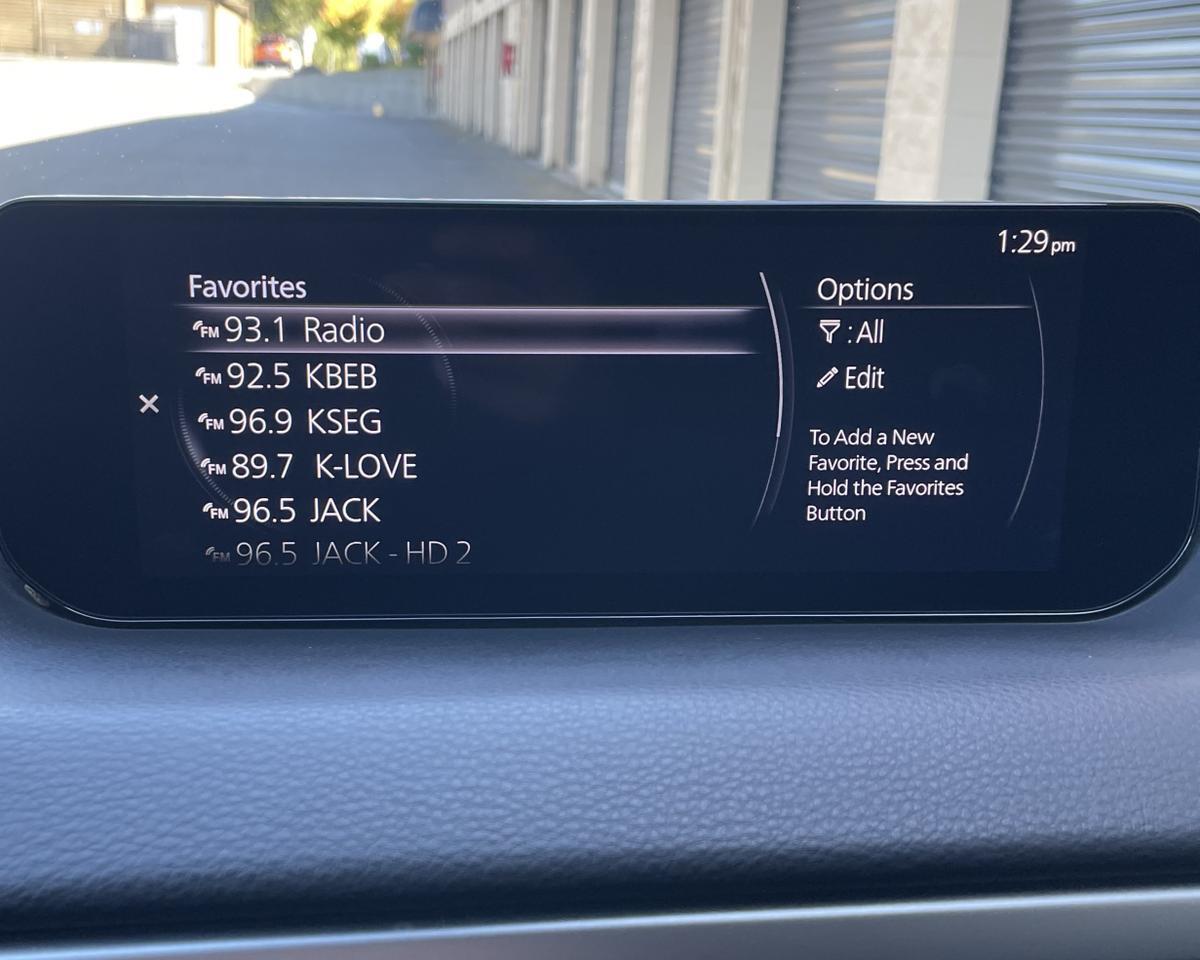 1:29pm
Favorites
FM 93.1 Radio
FM 92.5 KBEB
FM 96.9 KSEG
FM 89.7 K-LOVE
FM 96.5 JACK
FM 96.5 JACK - HD 2
Options
: All
Edit
To Add a New
Favorite, Press and
Hold the Favorites
Button